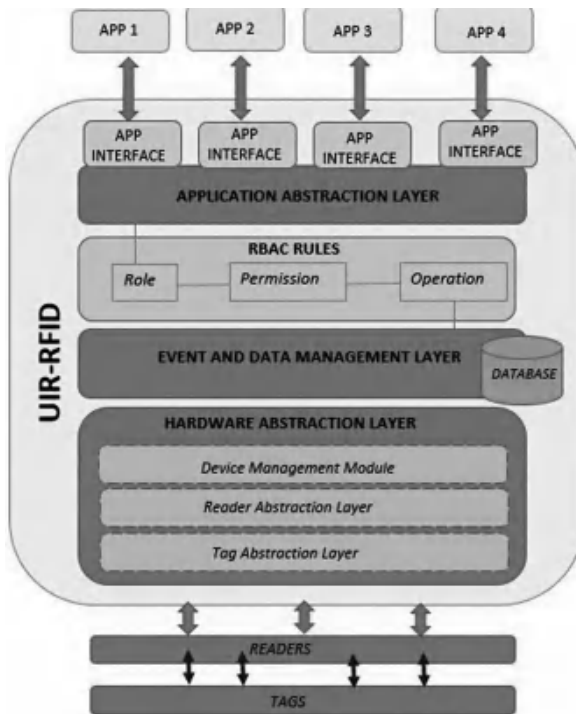 APP 1
APP 2
APP 3
APP 4
APP
INTERFACE
APP
INTERFACE
APP
INTERFACE
APP
INTERFACE
APPLICATION ABSTRACTION LAYER
RBAC RULES
Role
Permission
Operation
UIR-RFID
EVENT AND DATA MANAGEMENT LAYER
DATABASE
HARDWARE ABSTRACTION LAYER
Device Management Module
Reader Abstraction Layer
Tag Abstraction Layer
READERS
TAGS